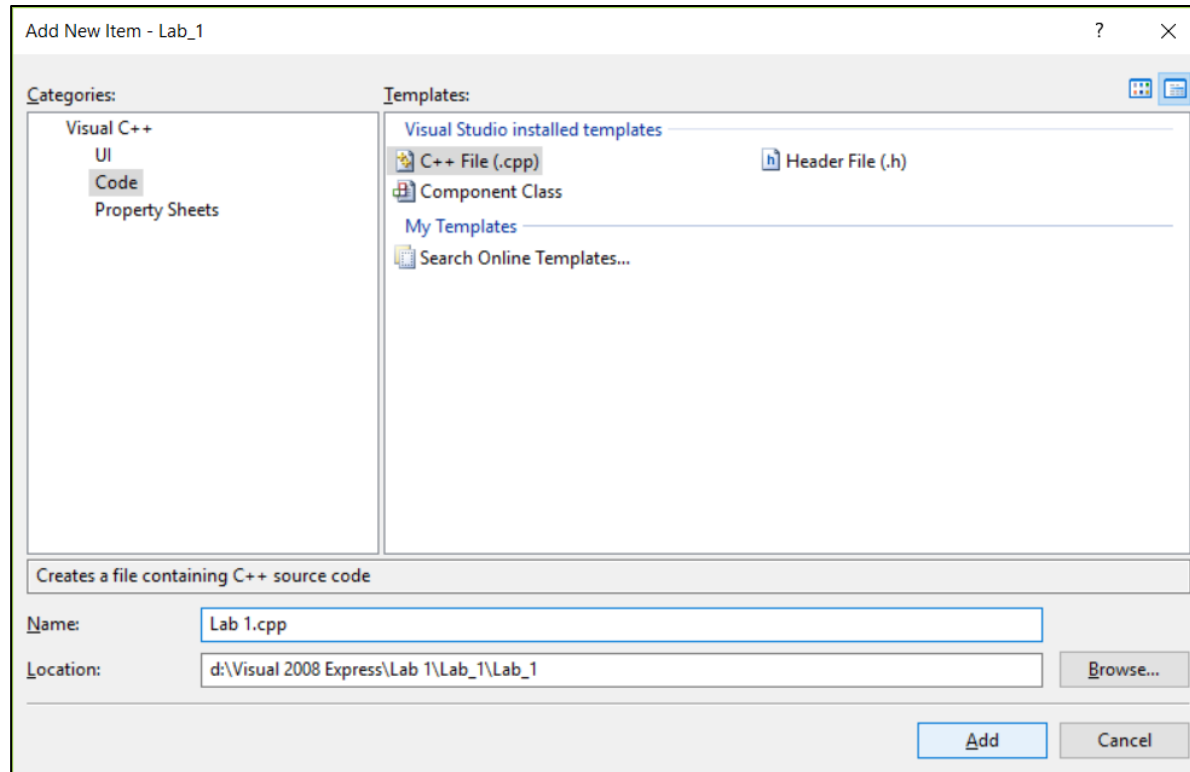 Add New Item - Lab_1
?
Categories:
Templates:
Visual C++
UI
Code
Property Sheets
Visual Studio installed templates
C++ File (.cpp)
Header File (.h)
Component Class
My Templates
Search Online Templates...
Creates a file containing C++ source code
Name:
Lab 1.cpp
Location:
d:\Visual 2008 Express\Lab 1\Lab_1\Lab_1
Browse...
Add
Cancel